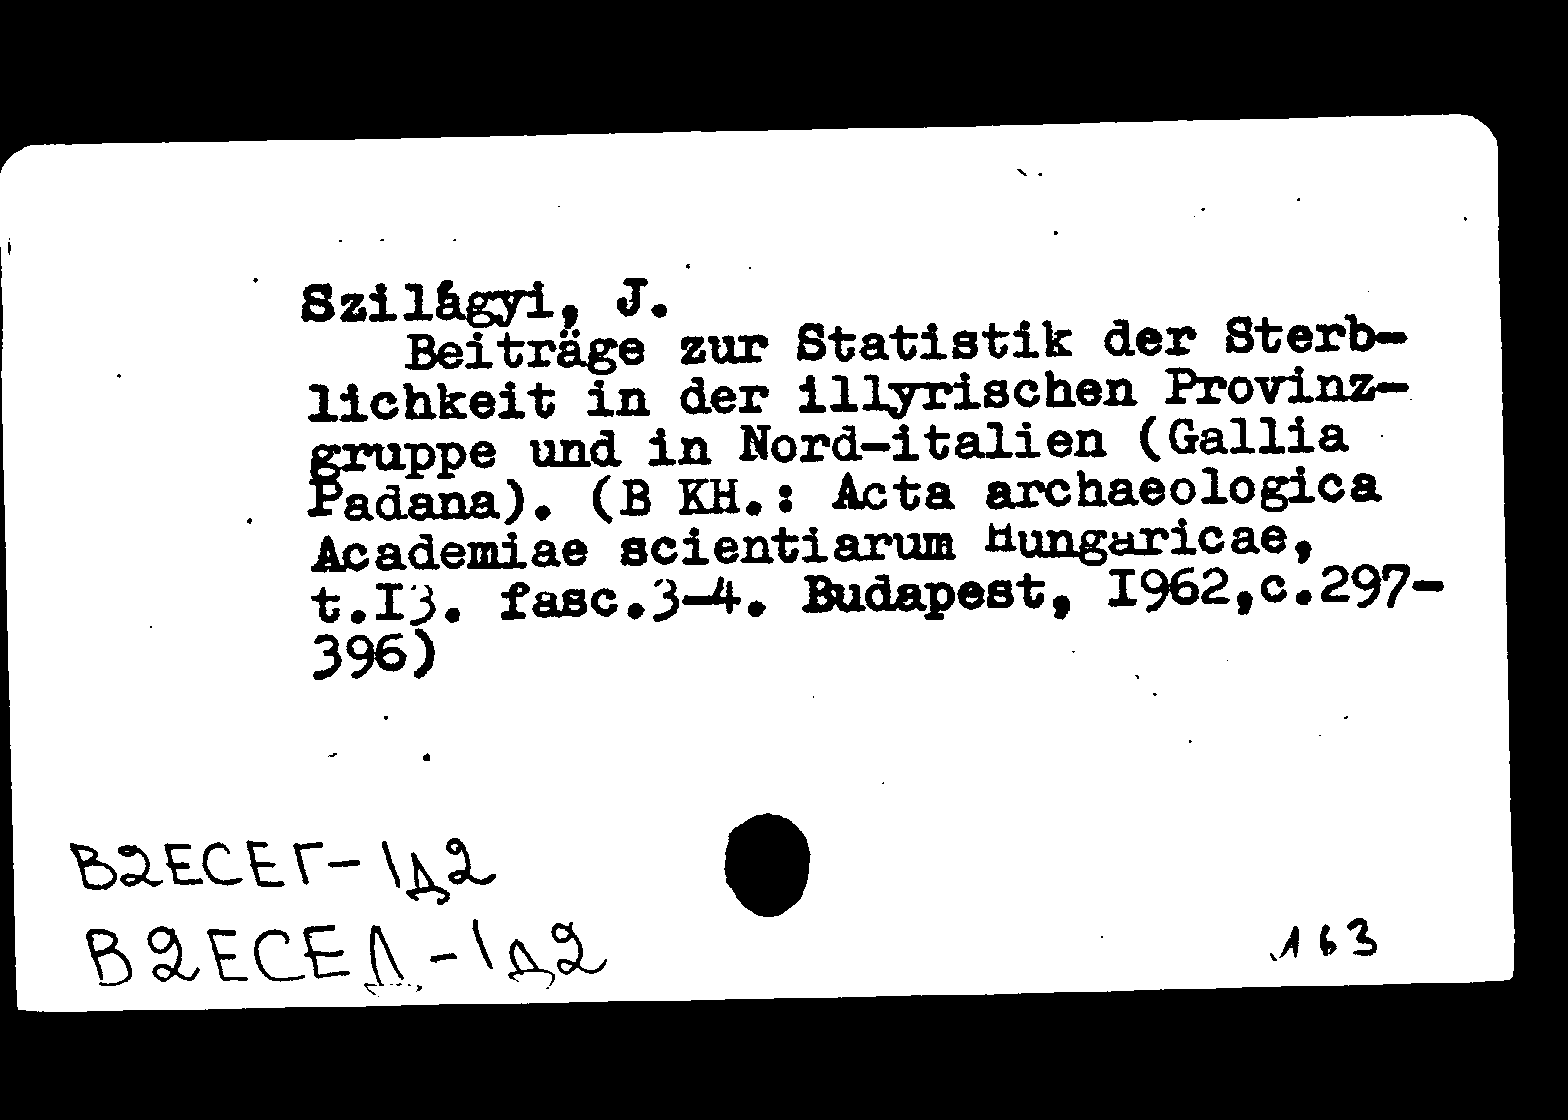 Szilágyi, J.
Beiträge zur Statistik der Sterb-
lichkeit in der illyrischen Provinz-
gruppe und in Nord-italien (Gallia
Padana). (В КН.: Acta archaeologica
Academiae scientiarum Hungaricae,
t.I3. fasc.3-4. Budapest, I962,с.297-
396)
В2ЕСЕГ-1д2
В2ЕСЕД-1д2
163